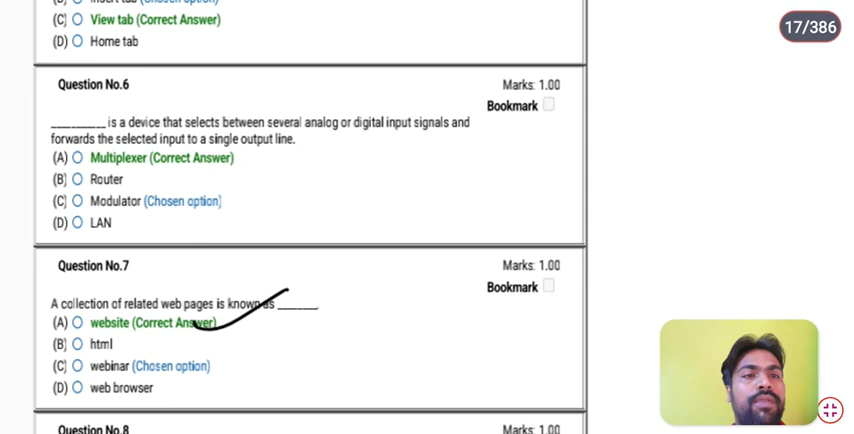 (C) View tab (Correct Answer)
(D) Home tab
17/386
Question No.6
Marks: 1.00
Bookmark
__________ is a device that selects between several analog or digital input signals and
forwards the selected input to a single output line.
(A) Multiplexer (Correct Answer)
(B) Router
(C) Modulator (Chosen option)
(D) LAN
Question No.7
Marks: 1.00
Bookmark
A collection of related web pages is known as _______.
(A) website (Correct Answer)
(B) html
(C) webinar (Chosen option)
(D) web browser
Question No.8
Marks: 1.00